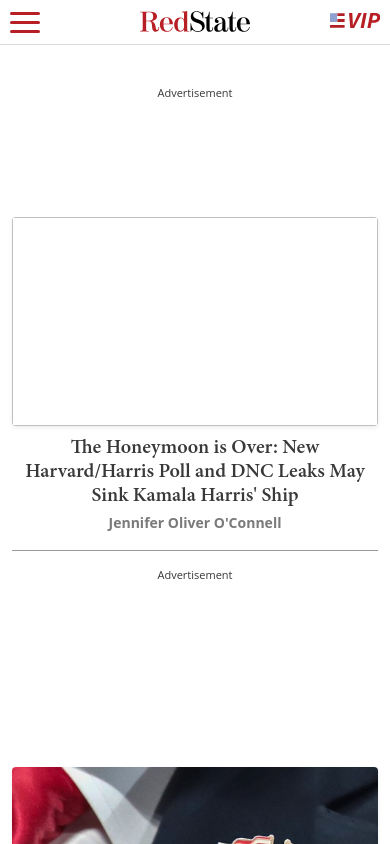 RedState
VIP
Advertisement
The Honeymoon is Over: New
Harvard/Harris Poll and DNC Leaks May
Sink Kamala Harris' Ship
Jennifer Oliver O'Connell
Advertisement